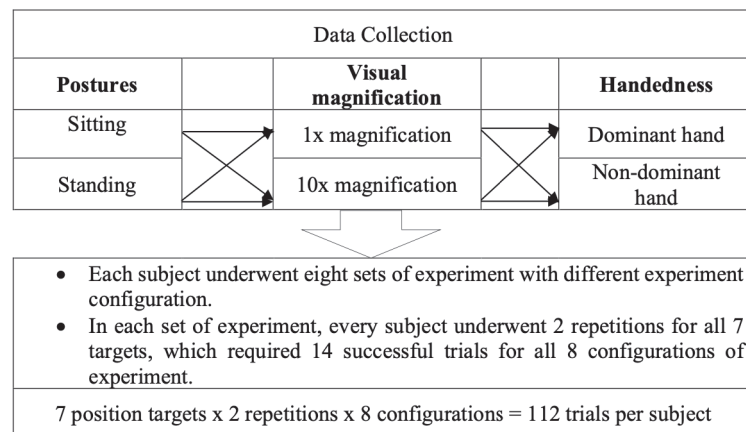 Data Collection
Postures
Visual
magnification
Handedness
Sitting
1x magnification
Dominant hand
Standing
10x magnification
Non-dominant
hand
• Each subject underwent eight sets of experiment with different experiment
configuration.
• In each set of experiment, every subject underwent 2 repetitions for all 7
targets, which required 14 successful trials for all 8 configurations of
experiment.
7 position targets x 2 repetitions x 8 configurations = 112 trials per subject